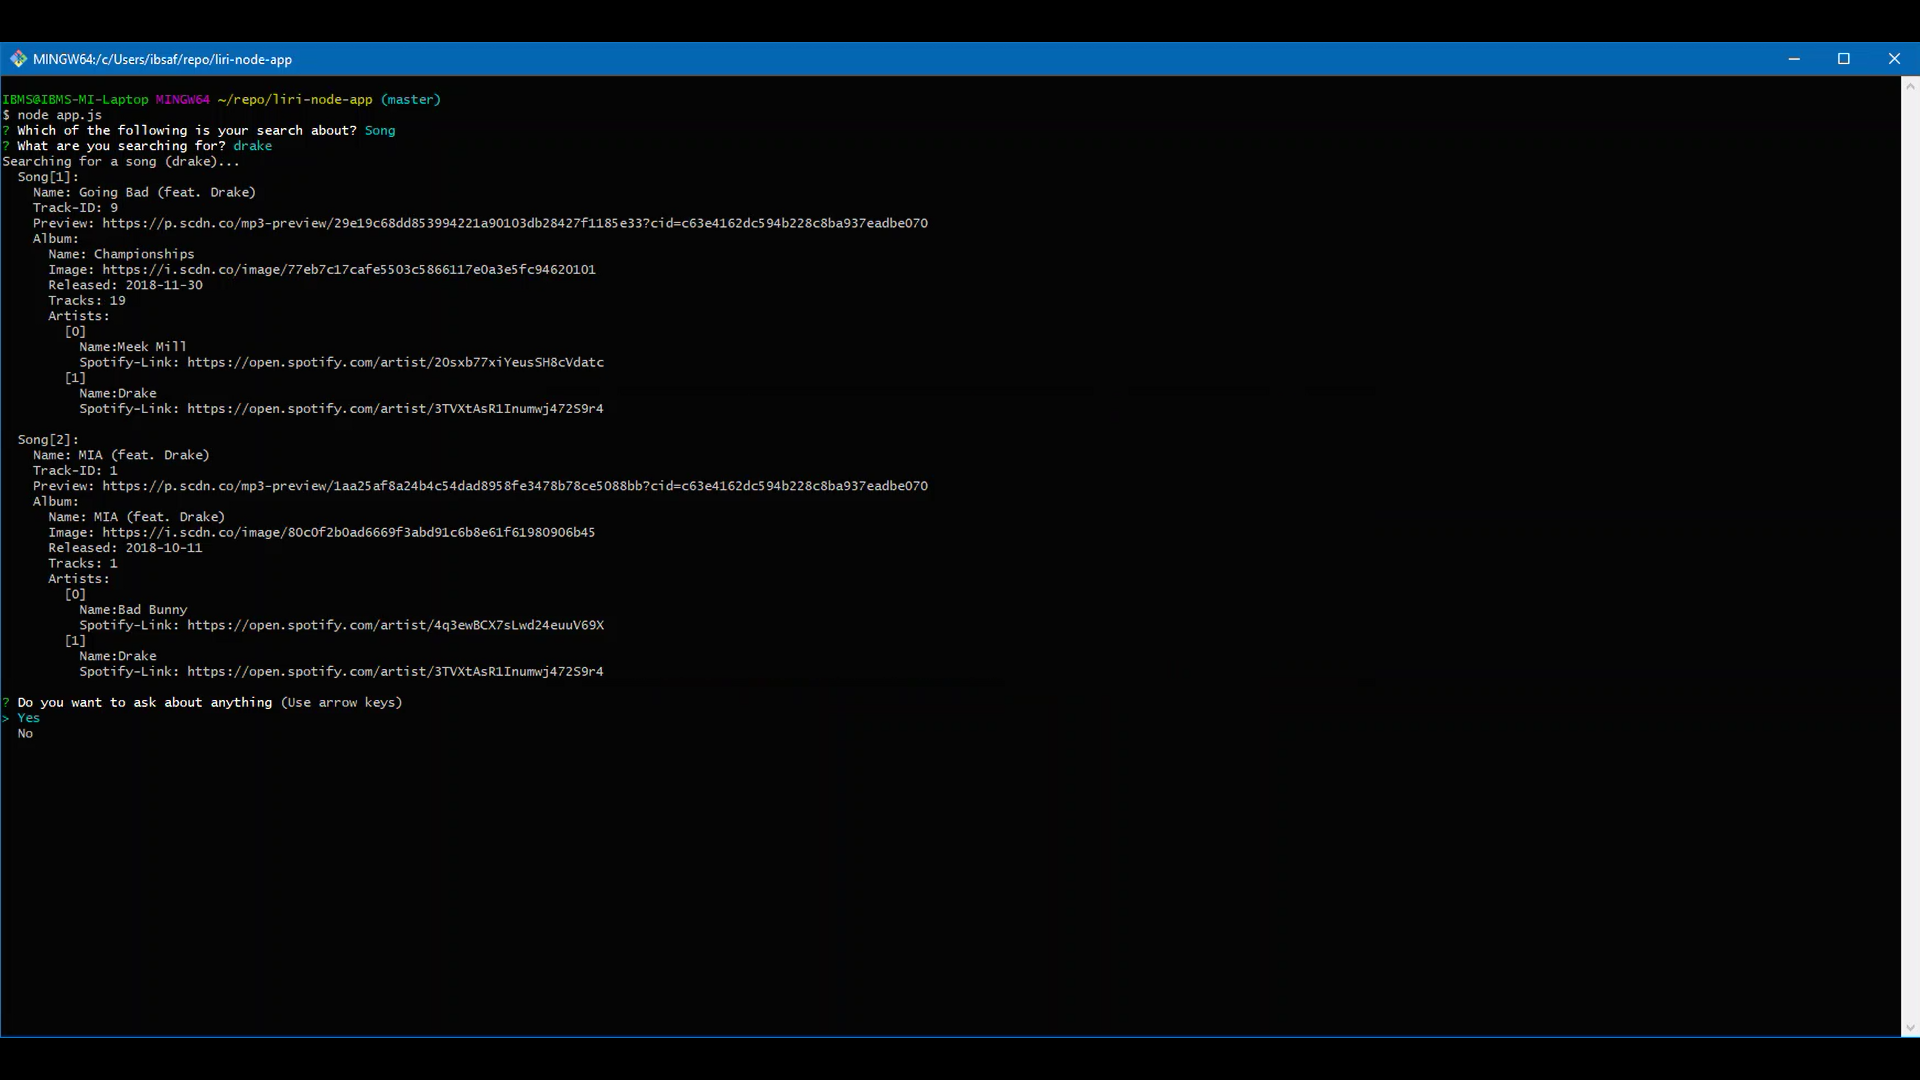 MINGW64:/c/Users/ibsaf/repo/liri-node-app
IBMS@IBMS-MI-Laptop MINGW64 ~/repo/liri-node-app (master)
$ node app.js
? Which of the following is your search about? Song
? What are you searching for? drake
Searching for a song (drake)...
Song[1]:
Name: Going Bad (feat. Drake)
Track-ID: 9
Preview: https://p.scdn.co/mp3-preview/29e19c68dd853994221a90103db28427f1185e33?cid=c63e4162dc594b228c8ba937eadbe070
Album:
Name: Championships
Image: https://i.scdn.co/image/77eb7c17cafe5503c5866117e0a3e5fc94620101
Released: 2018-11-30
Tracks: 19
Artists:
[0]
Name:Meek Mill
Spotify-Link: https://open.spotify.com/artist/20sxb77xiYeusSH8cVdatc
[1]
Name:Drake
Spotify-Link: https://open.spotify.com/artist/3TVXtAsR1Inumwj472S9r4
Song[2]:
Name: MIA (feat. Drake)
Track-ID: 1
Preview: https://p.scdn.co/mp3-preview/1aa25af8a24b4c54dad8958fe3478b78ce5088bb?cid=c63e4162dc594b228c8ba937eadbe070
Album:
Name: MIA (feat. Drake)
Image: https://i.scdn.co/image/80c0f2b0ad6669f3abd91c6b8e61f61980906b45
Released: 2018-10-11
Tracks: 1
Artists:
[0]
Name:Bad Bunny
Spotify-Link: https://open.spotify.com/artist/4q3ewBCX7sLwd24euuV69X
[1]
Name:Drake
Spotify-Link: https://open.spotify.com/artist/3TVXtAsR1Inumwj472S9r4
? Do you want to ask about anything (Use arrow keys)
> Yes
No